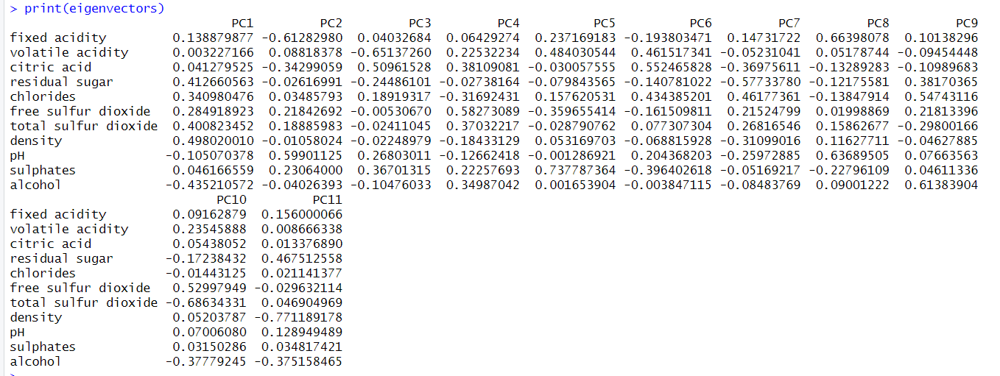 > print(eigenvectors)
PC1 PC2 PC3 PC4 PC5 PC6 PC7 PC8 PC9
fixed acidity 0.138879877 -0.61282980 0.04032684 0.06429274 0.237169183 -0.193803471 0.14731722 0.66398078 0.10138296
volatile acidity 0.003227166 0.08818378 -0.65137260 0.22532234 0.484030544 0.461517341 -0.05231041 0.05178744 -0.09454448
citric acid 0.041279525 -0.34299059 0.50961528 0.38109081 -0.030057555 0.552465828 -0.36975611 -0.13289283 -0.10989683
residual sugar 0.412660563 -0.02616991 -0.24486101 -0.02738164 -0.079843565 -0.140781022 -0.57733780 -0.12175581 0.38170365
chlorides 0.340980476 0.03485793 0.18919317 -0.31692431 0.157620531 0.434385201 0.46177361 -0.13847914 0.54743116
free sulfur dioxide 0.284918923 0.21842692 -0.00530670 0.58273089 -0.359655414 -0.161509811 0.21524799 0.01998869 0.21813396
total sulfur dioxide 0.400823452 0.18885983 -0.02411045 0.37032217 -0.028790762 0.077307304 0.26816546 0.15862677 -0.29800166
density 0.498020010 -0.01058024 -0.02248979 -0.18433129 0.053169703 -0.068815928 -0.31099016 0.11627711 -0.04627885
pH -0.105070378 0.59901125 0.26803011 -0.12662418 -0.001286921 0.204368203 -0.25972885 0.63689505 0.07663563
sulphates 0.046166559 0.23064000 0.36701315 0.22257693 0.737787364 -0.396402618 -0.05169217 -0.22796109 0.04611336
alcohol -0.435210572 -0.04026393 -0.10476033 0.34987042 0.001653904 -0.003847115 -0.08483769 0.09001222 0.61383904
PC10 PC11
fixed acidity 0.09162879 0.156000066
volatile acidity 0.23545888 0.008666338
citric acid 0.05438052 0.013376890
residual sugar -0.17238432 0.467512558
chlorides -0.01443125 0.021141377
free sulfur dioxide 0.52997949 -0.029632114
total sulfur dioxide -0.68634331 0.046904969
density 0.05203787 -0.771189178
pH 0.07006080 0.128949489
sulphates 0.03150286 0.034817421
alcohol -0.37779245 -0.375158465